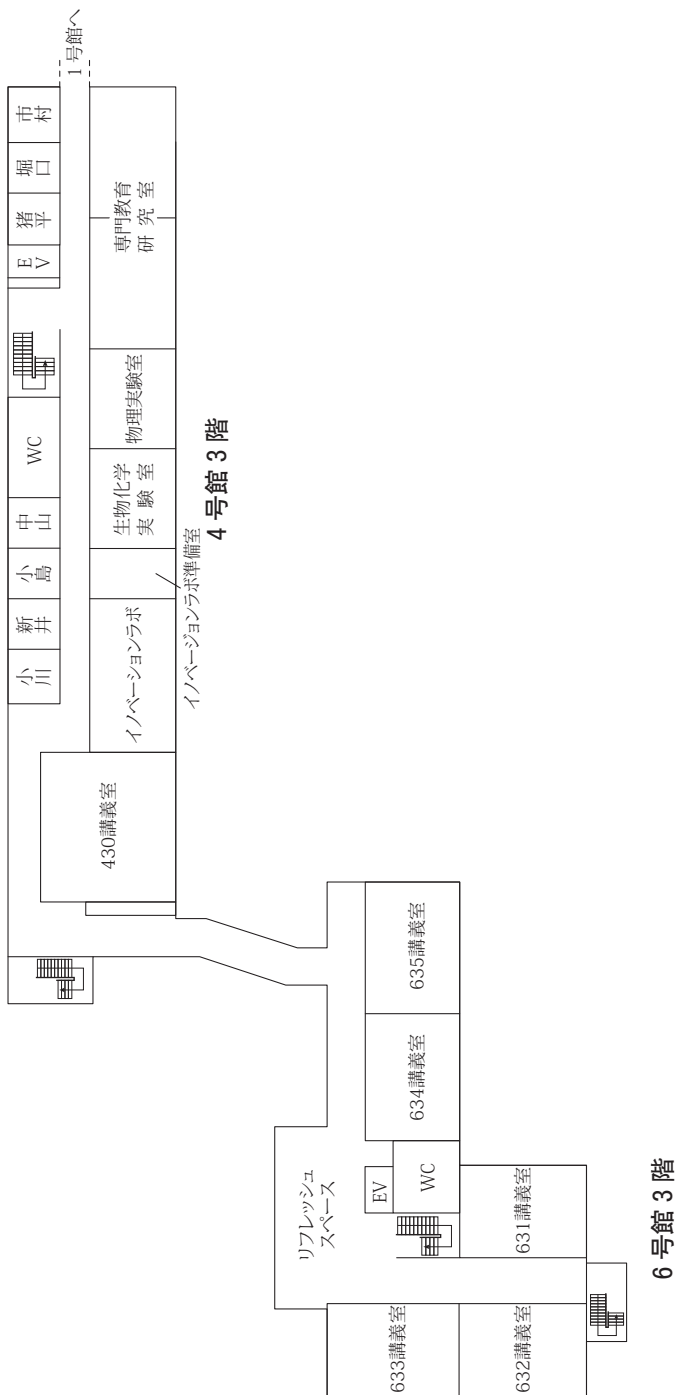 1 号館へ
市村
堀口
猪平
EV
WC
中山
小島
新井
小川
専門教育
研究室
物理実験室
生物化学
実験室
イノベーションラボ準備室
イノベーションラボ
430講義室
4 号館 3 階
635講義室
634講義室
WC
EV
リフレッシュ
スペース
631講義室
633講義室
632講義室
6 号館 3 階